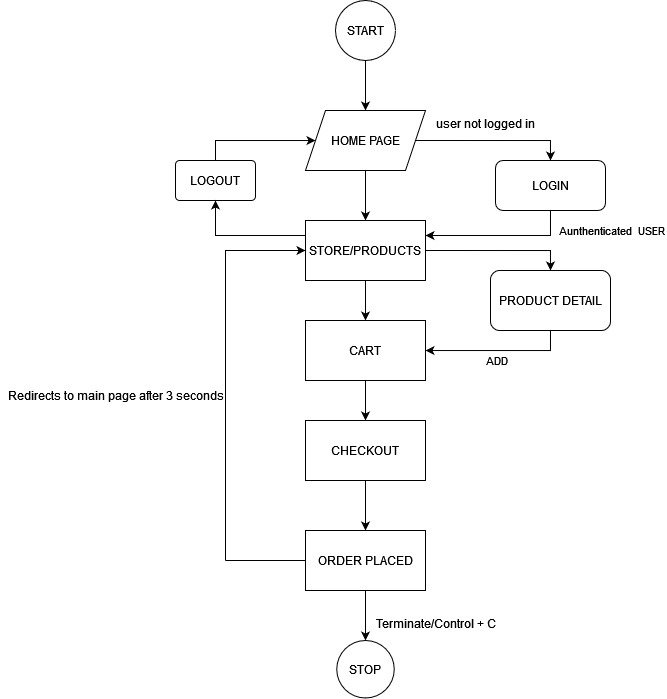 START
user not logged in
HOME PAGE
LOGOUT
LOGIN
Aunthenticated USER
STORE/PRODUCTS
PRODUCT DETAIL
CART
ADD
Redirects to main page after 3 seconds
CHECKOUT
ORDER PLACED
Terminate/Control + C
STOP